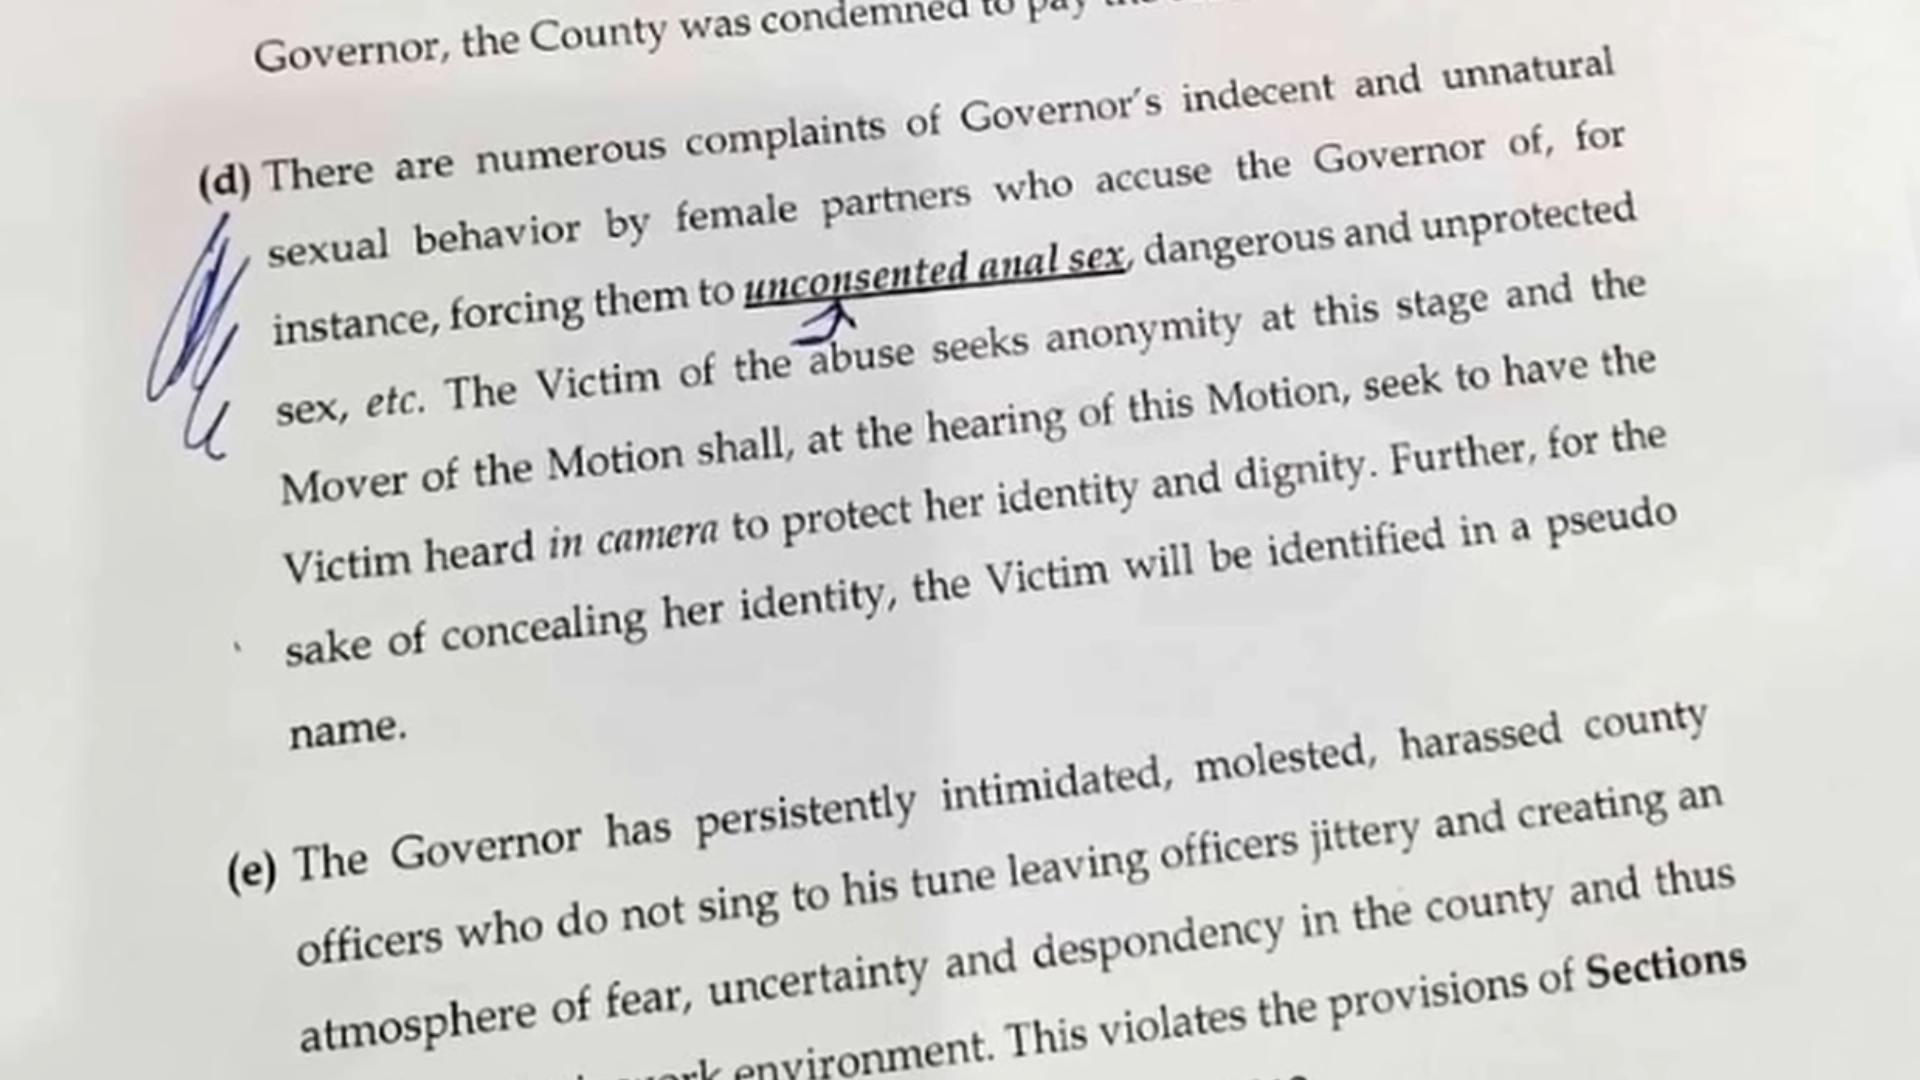 Governor, the County was condemned to pay
(d) There are numerous complaints of Governor's indecent and unnatural
sexual behavior by female partners who accuse the Governor of, for
instance, forcing them to unconsented anal sex, dangerous and unprotected
sex, etc. The Victim of the abuse seeks anonymity at this stage and the
Mover of the Motion shall, at the hearing of this Motion, seek to have the
Victim heard in camera to protect her identity and dignity. Further, for the
sake of concealing her identity, the Victim will be identified in a pseudo
name.
(e) The Governor has persistently intimidated, molested, harassed county
officers who do not sing to his tune leaving officers jittery and creating an
atmosphere of fear, uncertainty and despondency in the county and thus
environment. This violates the provisions of Sections